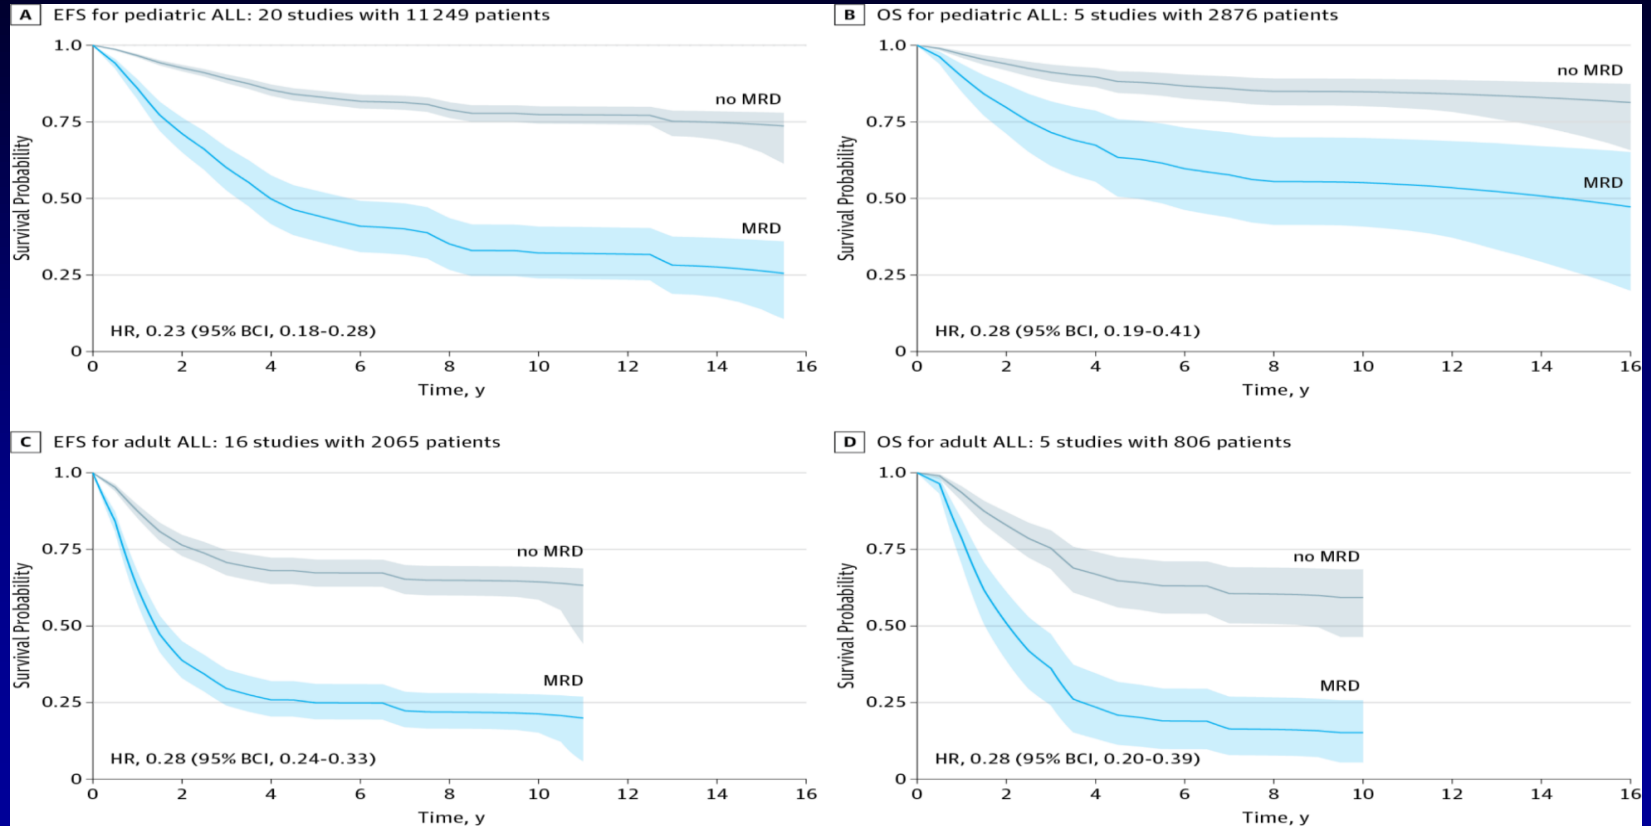 A EFS for pediatric ALL: 20 studies with 11249 patients
1.0
0.75
0.50
0.25
0
Survival Probability
no MRD
MRD
HR, 0.23 (95% BCI, 0.18-0.28)
0 2 4 6 8 10 12 14 16
Time, y
B OS for pediatric ALL: 5 studies with 2876 patients
1.0
0.75
0.50
0.25
0
Survival Probability
no MRD
MRD
HR, 0.28 (95% BCI, 0.19-0.41)
0 2 4 6 8 10 12 14 16
Time, y
C EFS for adult ALL: 16 studies with 2065 patients
1.0
0.75
0.50
0.25
0
Survival Probability
no MRD
MRD
HR, 0.28 (95% BCI, 0.24-0.33)
0 2 4 6 8 10 12 14 16
Time, y
D OS for adult ALL: 5 studies with 806 patients
1.0
0.75
0.50
0.25
0
Survival Probability
no MRD
MRD
HR, 0.28 (95% BCI, 0.20-0.39)
0 2 4 6 8 10 12 14 16
Time, y